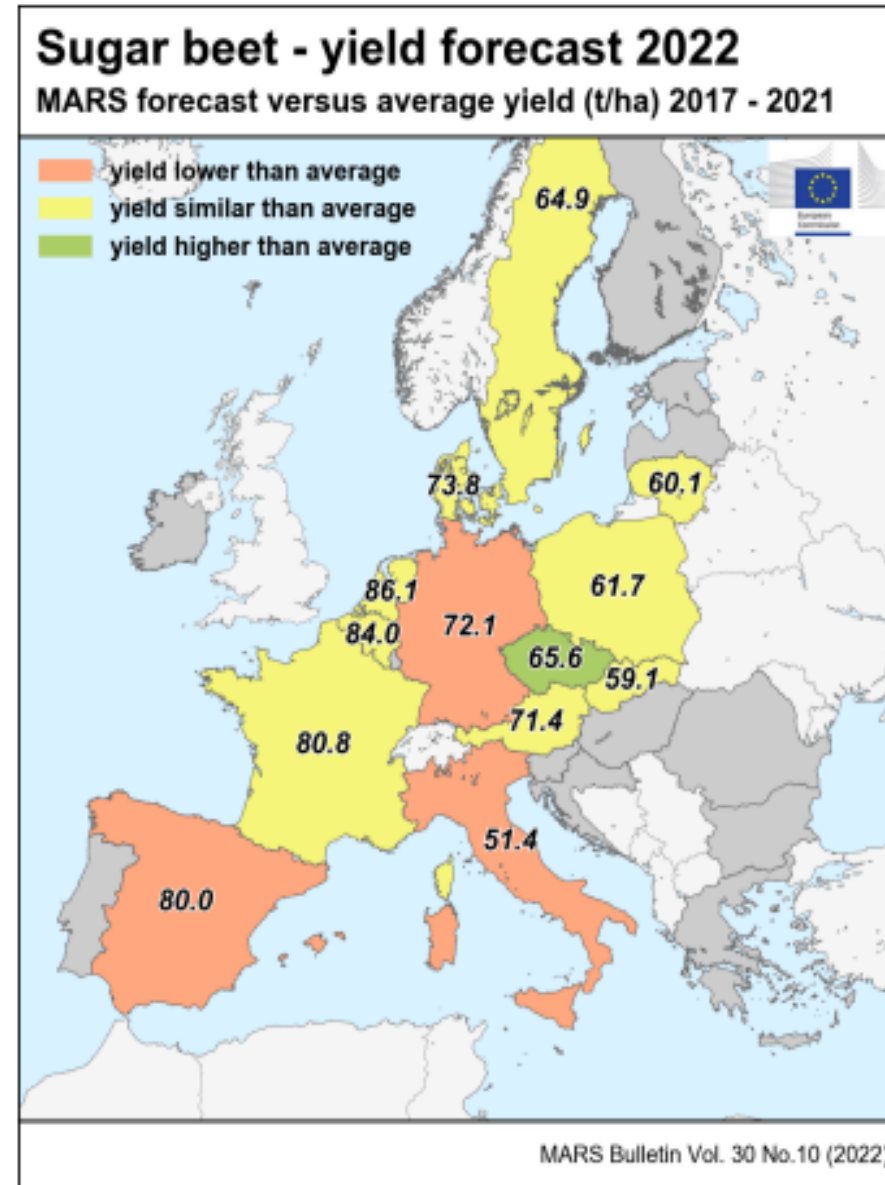 Sugar beet - yield forecast 2022
MARS forecast versus average yield (t/ha) 2017 - 2021
yield lower than average
yield similar than average
yield higher than average
European
Commission
64.9
73.8
60.1
86.1
61.7
84.0
72.1
65.6
59.1
71.4
80.8
51.4
80.0
MARS Bulletin Vol. 30 No.10 (2022)